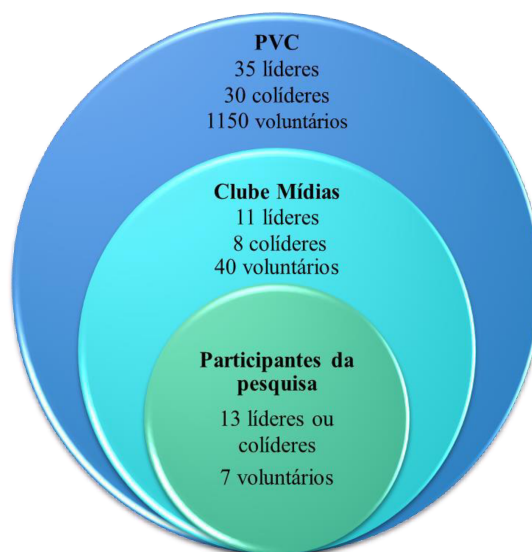 PVC
35 líderes
30 colíderes
1150 voluntários
Clube Mídias
11 líderes
8 colíderes
40 voluntários
Participantes da
pesquisa
13 líderes ou
colíderes
7 voluntários